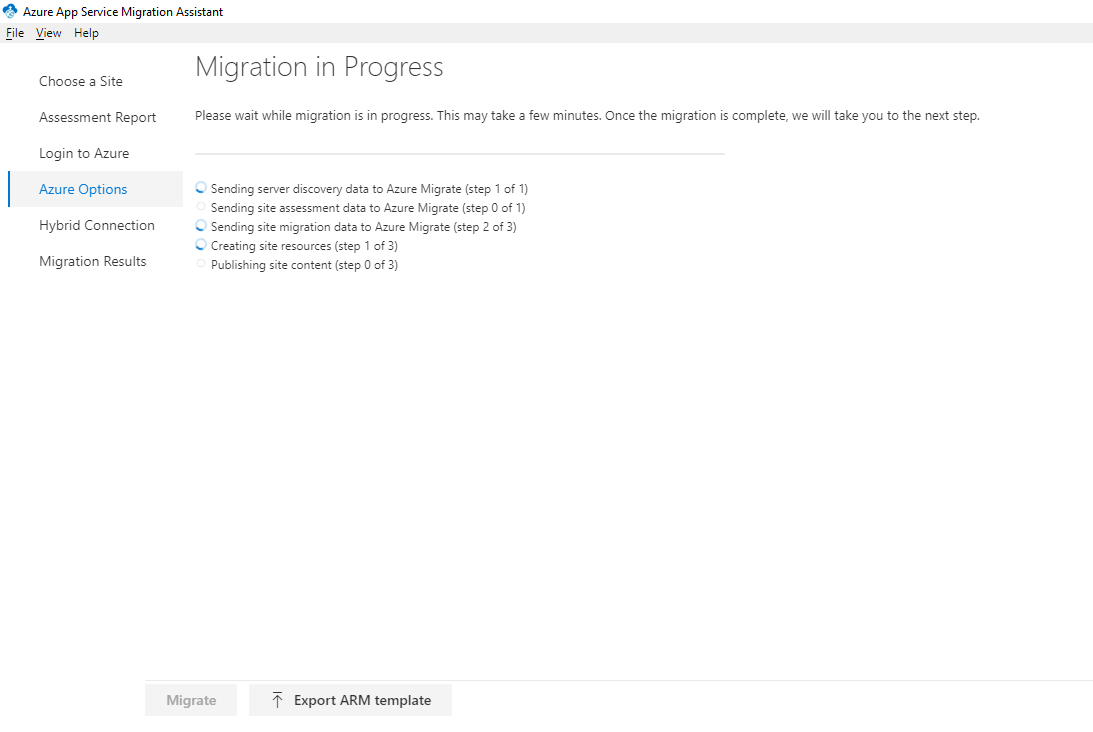 Azure App Service Migration Assistant
File View Help
Choose a Site
Assessment Report
Login to Azure
Azure Options
Hybrid Connection
Migration Results
Migration in Progress
Please wait while migration is in progress. This may take a few minutes. Once the migration is complete, we will take you to the next step.
Sending server discovery data to Azure Migrate (step 1 of 1)
Sending site assessment data to Azure Migrate (step 0 of 1)
Sending site migration data to Azure Migrate (step 2 of 3)
Creating site resources (step 1 of 3)
Publishing site content (step 0 of 3)
Migrate
Export ARM template